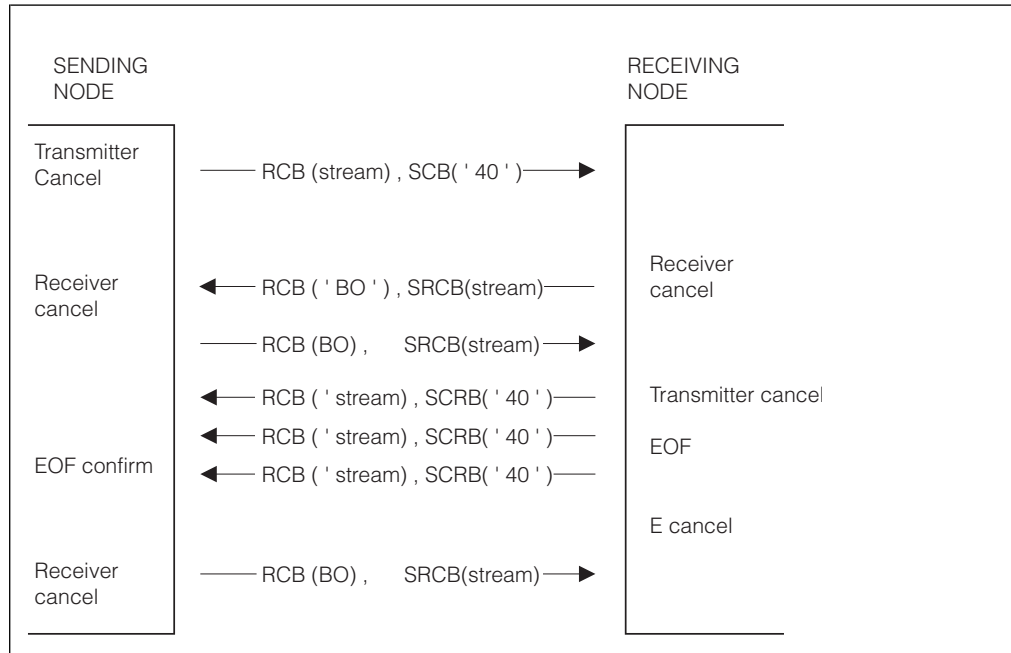 SENDING
NODE
RECEIVING
NODE
Transmitter
Cancel
RCB (stream) , SCB( ' 40 ' )
Receiver
cancel
RCB ( ' BO ' ) , SRCB(stream)
Receiver
cancel
RCB (BO) , SRCB(stream)
RCB ( ' stream) , SCRB( ' 40 ' )
Transmitter cancel
RCB ( ' stream) , SCRB( ' 40 ' )
EOF
EOF confirm
RCB ( ' stream) , SCRB( ' 40 ' )
E cancel
Receiver
cancel
RCB (BO) , SRCB(stream)